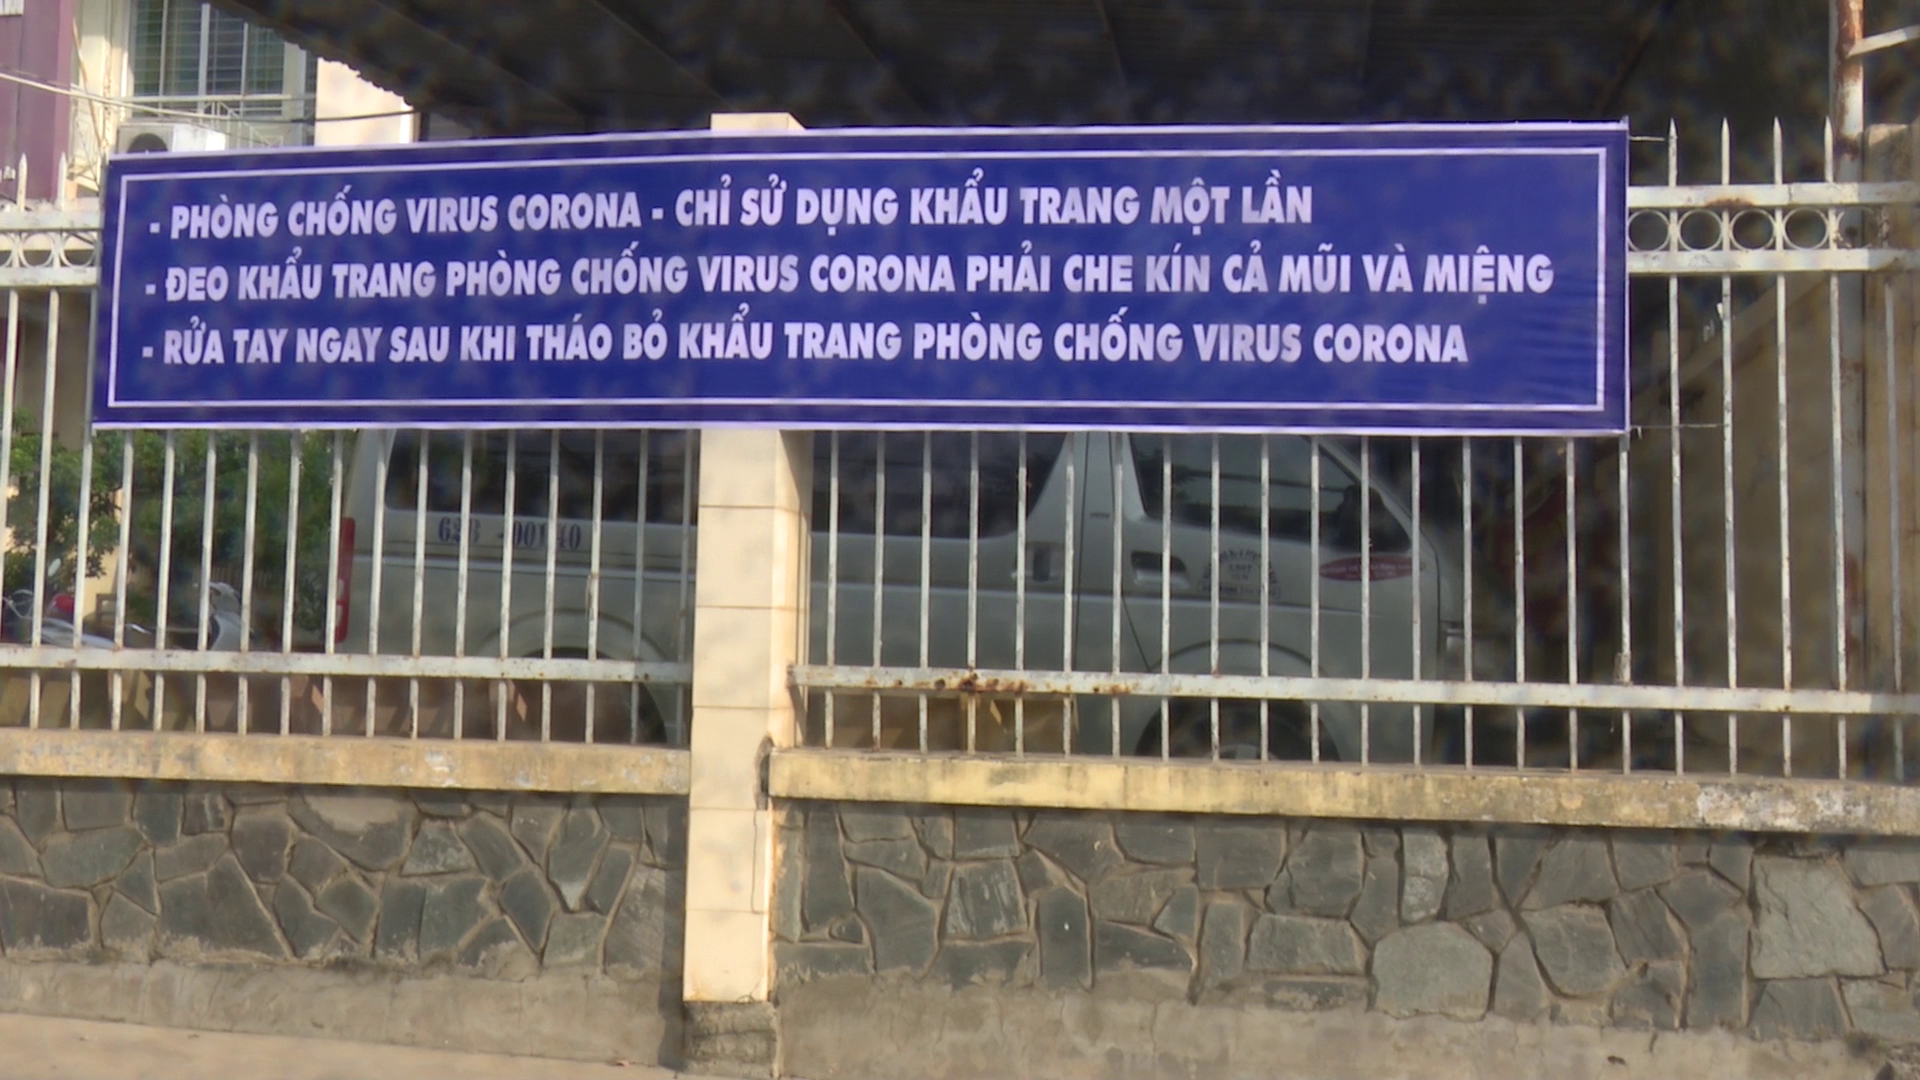 - PHÒNG CHỐNG VIRUS CORONA - CHỈ SỬ DỤNG KHẨU TRANG MỘT LẦN
- ĐEO KHẨU TRANG PHÒNG CHỐNG VIRUS CORONA PHẢI CHE KÍN CẢ MŨI VÀ MIỆNG
- RỬA TAY NGAY SAU KHI THÁO BỎ KHẨU TRANG PHÒNG CHỐNG VIRUS CORONA